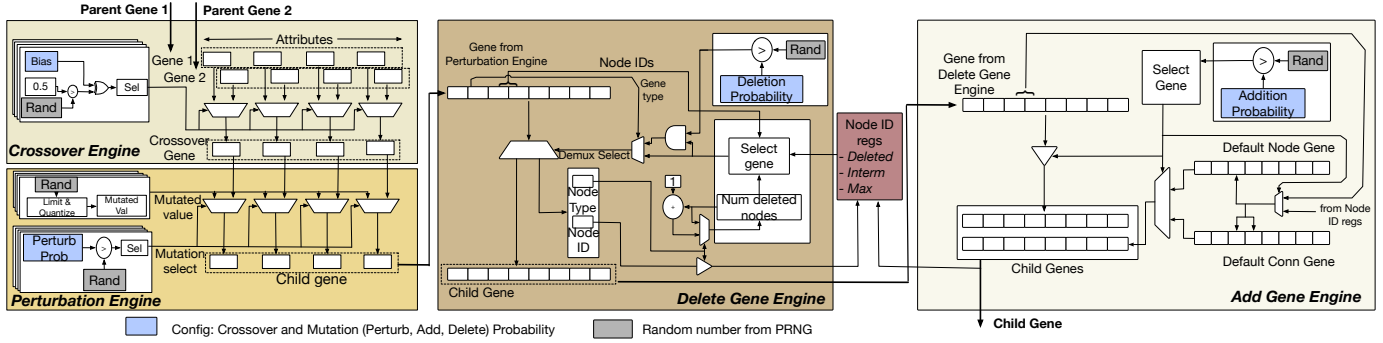 Parent Gene 1
Parent Gene 2
Attributes
Gene 1
Gene 2
Bias
0.5
>
Rand
Sel
Crossover
Gene
Crossover Engine
Rand
Limit &
Quantize
Mutated
Val
Mutated
value
Perturb
Prob
>
Sel
Rand
Mutation
select
Child gene
Perturbation Engine
Gene from
Perturbation Engine
Node IDs
Gene
type
>
Rand
Deletion
Probability
Demux Select
Select
gene
Node
Type
Node
ID
1
+
Num deleted
nodes
Child Gene
Delete Gene Engine
Node ID
regs
- Deleted
- Interm
- Max
Gene from
Delete Gene
Engine
Select
Gene
>
Rand
Addition
Probability
Default Node Gene
from Node
ID regs
Default Conn Gene
Child Genes
Add Gene Engine
Child Gene
Config: Crossover and Mutation (Perturb, Add, Delete) Probability
Random number from PRNG